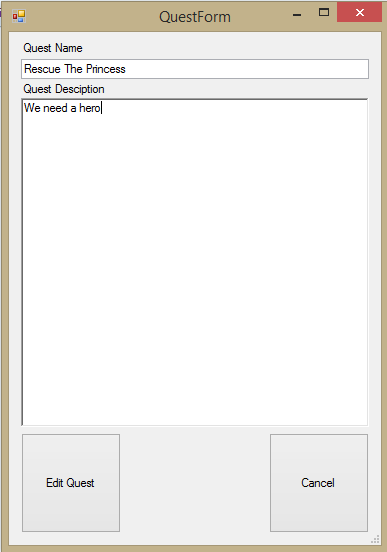 QuestForm
Quest Name
Rescue The Princess
Quest Desciption
We need a hero
Edit Quest
Cancel